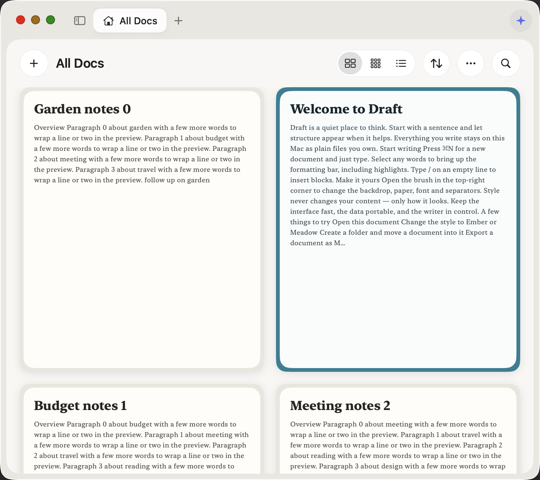 All Docs
All Docs
Garden notes 0
Overview Paragraph 0 about garden with a few more words to
wrap a line or two in the preview. Paragraph 1 about budget with
a few more words to wrap a line or two in the preview. Paragraph
2 about meeting with a few more words to wrap a line or two in
the preview. Paragraph 3 about travel with a few more words to
wrap a line or two in the preview. follow up on garden
Welcome to Draft
Draft is a quiet place to think. Start with a sentence and let
structure appear when it helps. Everything you write stays on this
Mac as plain files you own. Start writing Press ⌘N for a new
document and just type. Select any words to bring up the
formatting bar, including highlights. Type / on an empty line to
insert blocks. Make it yours Open the brush in the top-right
corner to change the backdrop, paper, font and separators. Style
never changes your content — only how it looks. Keep the
interface fast, the data portable, and the writer in control. A few
things to try Open this document Change the style to Ember or
Meadow Create a folder and move a document into it Export a
document as M...
Budget notes 1
Overview Paragraph 0 about budget with a few more words to
wrap a line or two in the preview. Paragraph 1 about meeting with
a few more words to wrap a line or two in the preview. Paragraph
2 about travel with a few more words to wrap a line or two in the
preview. Paragraph 3 about reading with a few more words to
Meeting notes 2
Overview Paragraph 0 about meeting with a few more words to
wrap a line or two in the preview. Paragraph 1 about travel with a
few more words to wrap a line or two in the preview. Paragraph 2
about reading with a few more words to wrap a line or two in the
preview. Paragraph 3 about design with a few more words to wrap